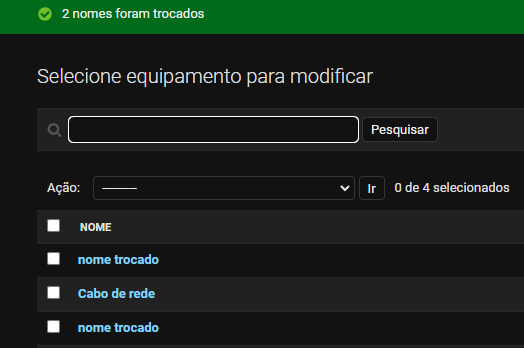 2 nomes foram trocados
Selecione equipamento para modificar
Pesquisar
Ação: --------- Ir 0 de 4 selecionados
NOME
nome trocado
Cabo de rede
nome trocado